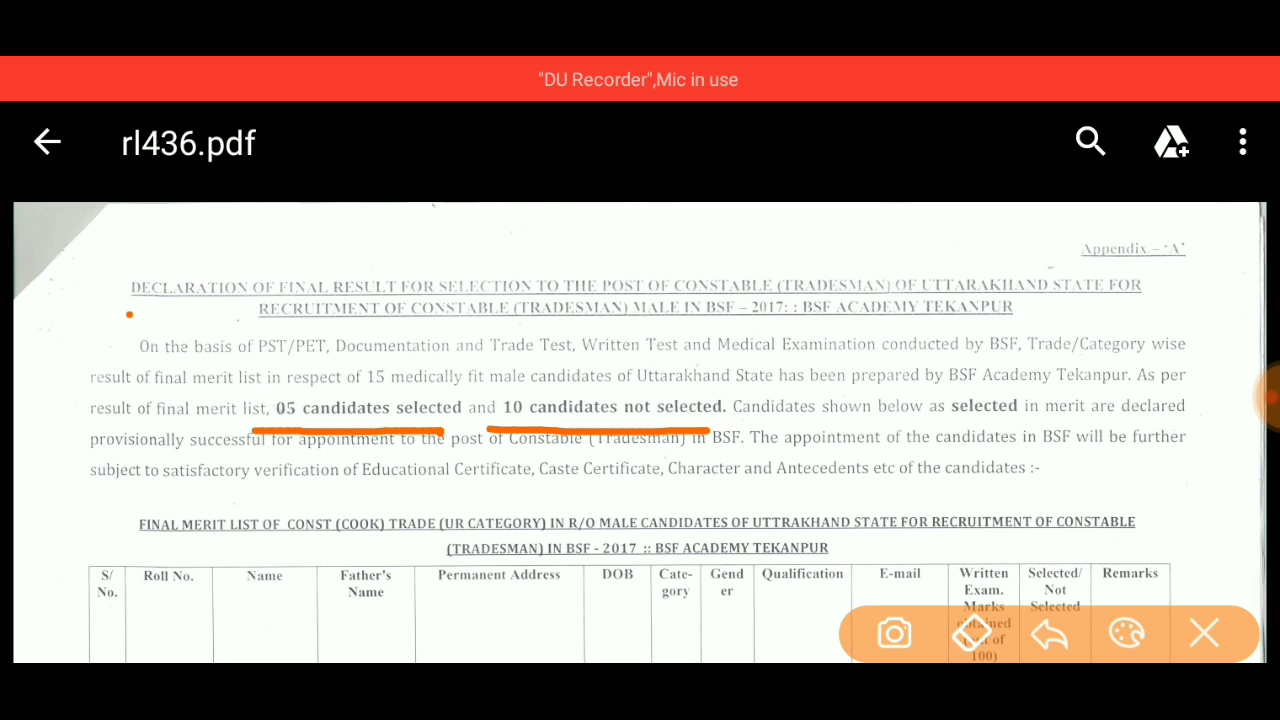 "DU Recorder",Mic in use
rl436.pdf
Appendix – 'A'
DECLARATION OF FINAL RESULT FOR SELECTION TO THE POST OF CONSTABLE (TRADESMAN) OF UTTARAKHAND STATE FOR
RECRUITMENT OF CONSTABLE (TRADESMAN) MALE IN BSF – 2017: : BSF ACADEMY TEKANPUR
On the basis of PST/PET, Documentation and Trade Test, Written Test and Medical Examination conducted by BSF, Trade/Category wise
result of final merit list in respect of 15 medically fit male candidates of Uttarakhand State has been prepared by BSF Academy Tekanpur. As per
result of final merit list, 05 candidates selected and 10 candidates not selected. Candidates shown below as selected in merit are declared
provisionally successful for appointment to the post of Constable (Tradesman) in BSF. The appointment of the candidates in BSF will be further
subject to satisfactory verification of Educational Certificate, Caste Certificate, Character and Antecedents etc of the candidates :-
FINAL MERIT LIST OF CONST (COOK) TRADE (UR CATEGORY) IN R/O MALE CANDIDATES OF UTTRAKHAND STATE FOR RECRUITMENT OF CONSTABLE
(TRADESMAN) IN BSF - 2017 :: BSF ACADEMY TEKANPUR
S/ Roll No. Name Father's Permanent Address DOB Cate- Gend Qualification E-mail Written Selected/ Remarks
No. Name gory er Exam. Not
Marks Selected
obtained
(out of
100)